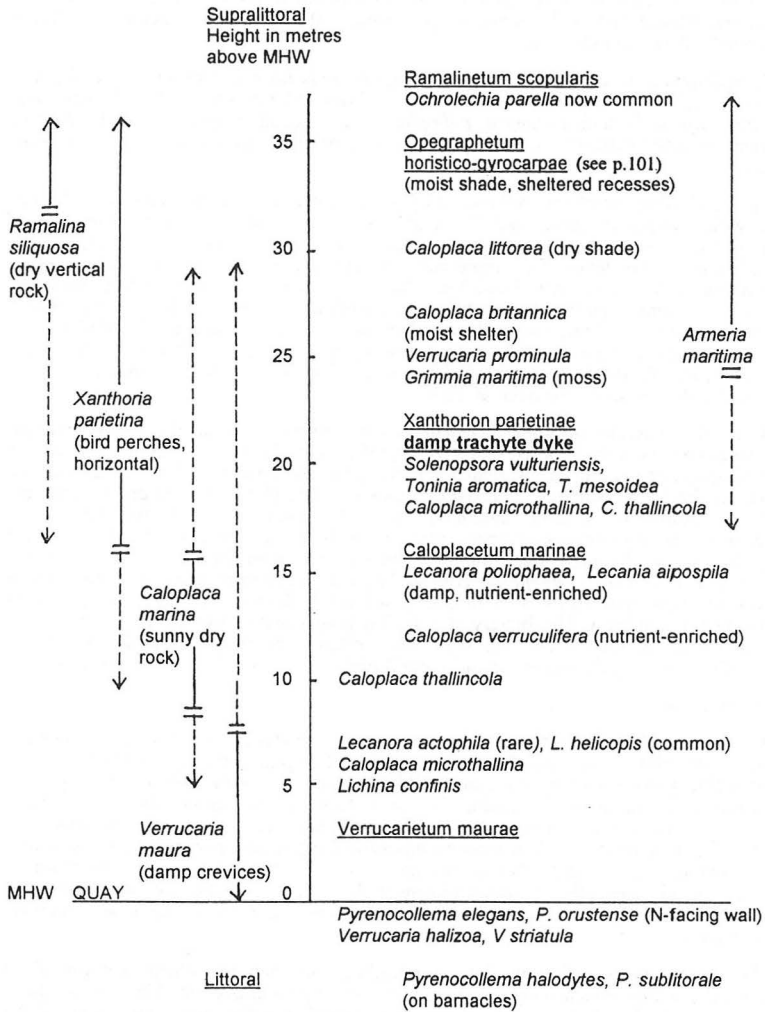 Supralittoral
Height in metres
above MHW
Ramalinetum scopularis
Ochrolechia parella now common
35
Opegraphetum
horistico-gyrocarpae (see p.101)
(moist shade, sheltered recesses)
Ramalina
siliquosa
(dry vertical
rock)
30
Caloplaca littorea (dry shade)
Caloplaca britannica
(moist shelter)
Armeria
maritima
25
Verrucaria prominula
Grimmia maritima (moss)
Xanthoria
parietina
(bird perches,
horizontal)
Xanthorion parietinae
damp trachyte dyke
20
Solenopsora vulturiensis,
Toninia aromatica, T. mesoidea
Caloplaca microthallina, C. thallincola
Caloplacetum marinae
15
Lecanora poliophaea, Lecania aipospila
(damp, nutrient-enriched)
Caloplaca
marina
(sunny dry
rock)
Caloplaca verruculifera (nutrient-enriched)
10
Caloplaca thallincola
Lecanora actophila (rare), L. helicopis (common)
Caloplaca microthallina
5
Lichina confinis
Verrucaria
maura
(damp crevices)
Verrucarietum maurae
MHW QUAY 0
Pyrenocollema elegans, P. orustense (N-facing wall)
Verrucaria halizoa, V striatula
Littoral
Pyrenocollema halodytes, P. sublitorale
(on barnacles)